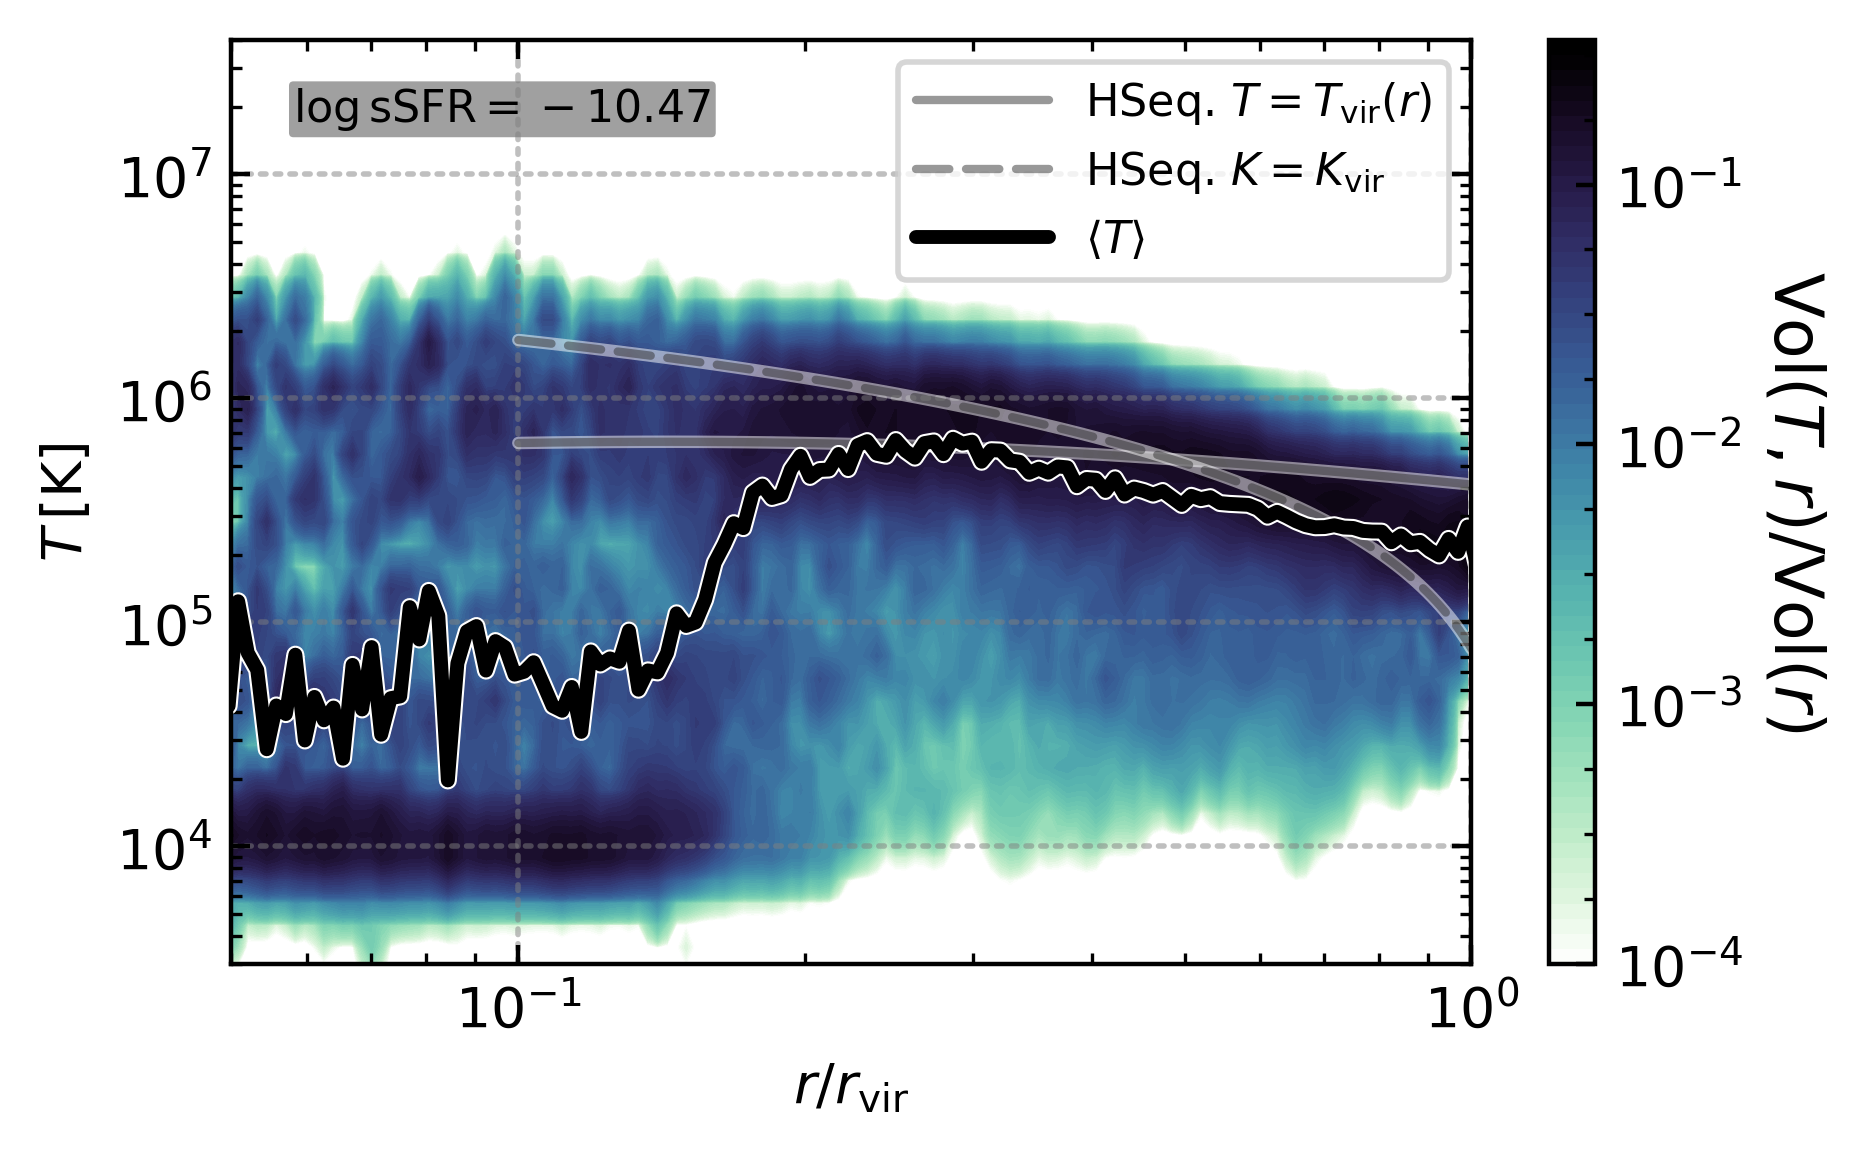 log sSFR = −10.47
HSeq. T = T_vir(r)
HSeq. K = K_vir
⟨T⟩
10^7
10^6
10^5
10^4
T [K]
10^−1
10^0
r/r_vir
10^−1
10^−2
10^−3
10^−4
Vol(T, r)/Vol(r)